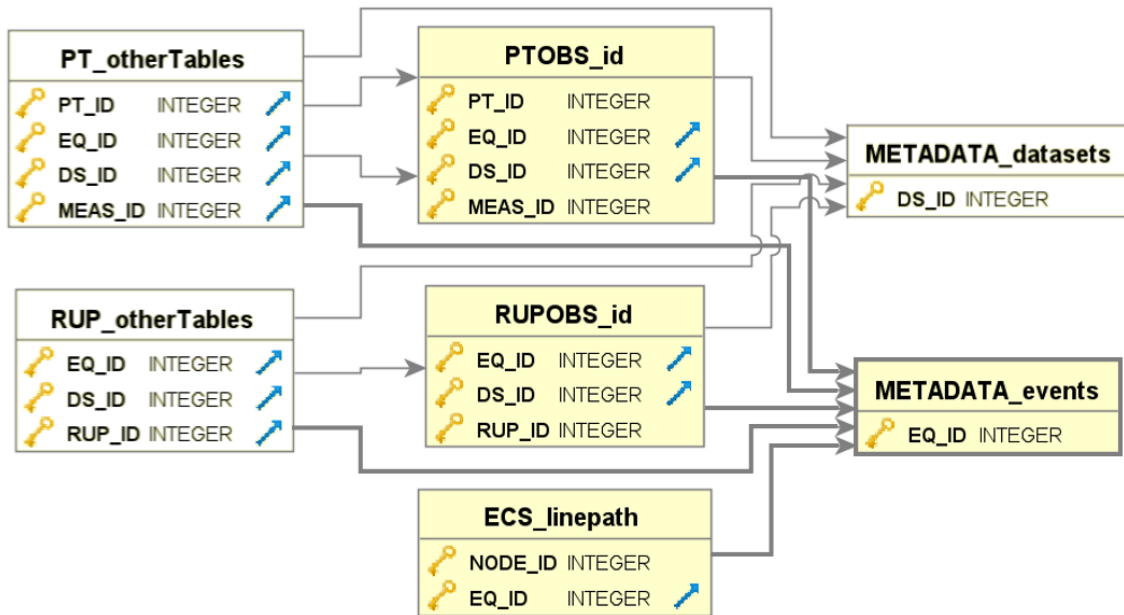 PT_otherTables
PT_ID INTEGER
EQ_ID INTEGER
DS_ID INTEGER
MEAS_ID INTEGER
PTOBS_id
PT_ID INTEGER
EQ_ID INTEGER
DS_ID INTEGER
MEAS_ID INTEGER
METADATA_datasets
DS_ID INTEGER
RUP_otherTables
EQ_ID INTEGER
DS_ID INTEGER
RUP_ID INTEGER
RUPOBS_id
EQ_ID INTEGER
DS_ID INTEGER
RUP_ID INTEGER
METADATA_events
EQ_ID INTEGER
ECS_linepath
NODE_ID INTEGER
EQ_ID INTEGER